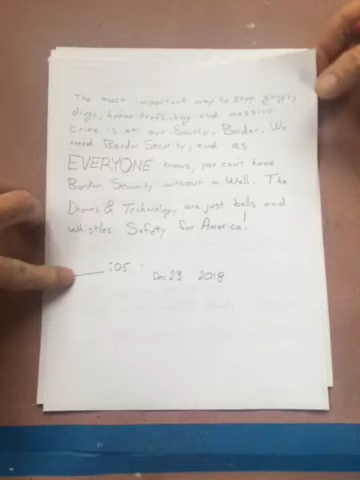 The most important way to stop gangs,
drugs, human trafficking and massive
crime is at our Southern Border. We
need Border Security, and as
EVERYONE knows, you can't have
Border Security without a Wall. The
Drones & Technology are just bells and
whistles Safety for America!
:05
Dec 23 2018